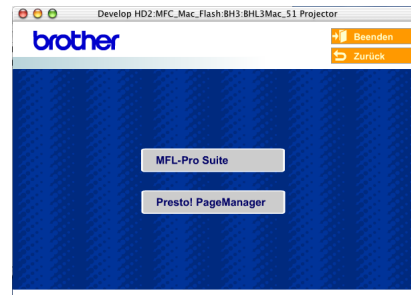 Develop HD2:MFC_Mac_Flash:BH3:BHL3Mac_51 Projector
brother
Beenden
Zurück
MFL-Pro Suite
Presto! PageManager